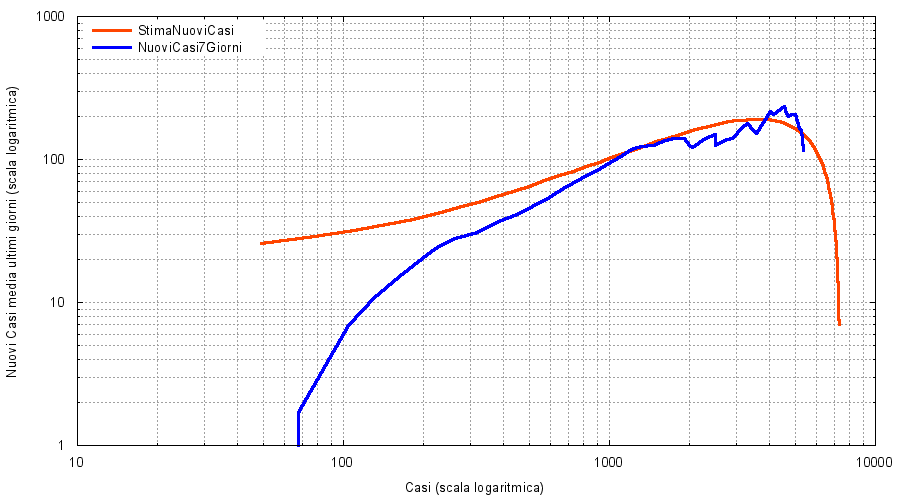 1000
StimaNuoviCasi
NuoviCasi7Giorni
100
10
1
10
100
1000
10000
Nuovi Casi media ultimi giorni (scala logaritmica)
Casi (scala logaritmica)